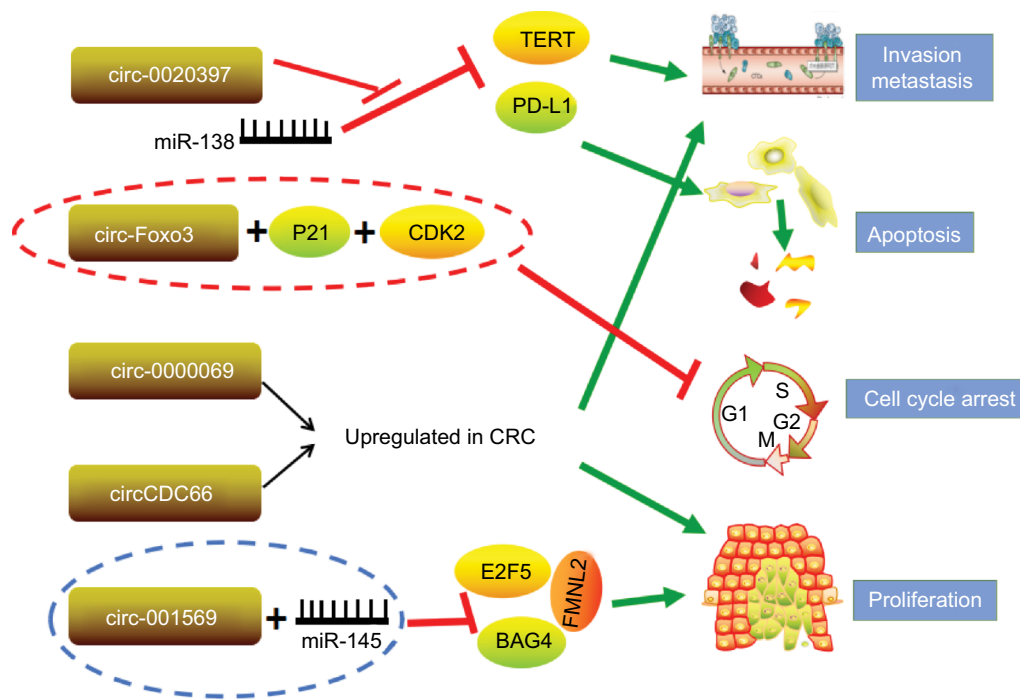 TERT
circ-0020397
PD-L1
miR-138
CTCs
Invasion
metastasis
circ-Foxo3
+
P21
+
CDK2
Apoptosis
circ-0000069
Upregulated in CRC
circCDC66
G1
S
G2
M
Cell cycle arrest
circ-001569
+
miR-145
E2F5
FMNL2
BAG4
Proliferation